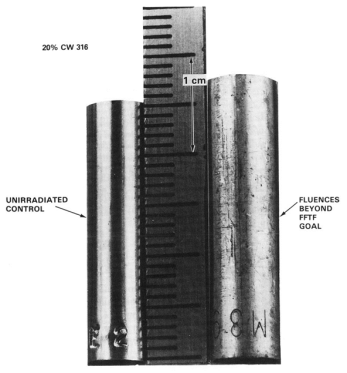 20% CW 316
1 cm
UNIRRADIATED
CONTROL
FLUENCES
BEYOND
FFTF
GOAL